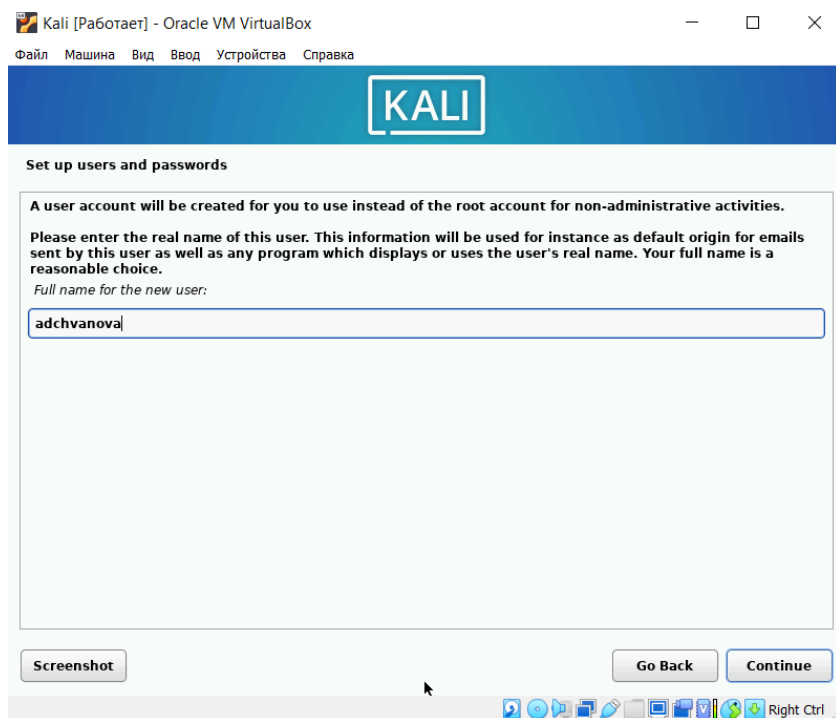 Kali [Работает] - Oracle VM VirtualBox
Файл Машина Вид Ввод Устройства Справка
KALI
Set up users and passwords
A user account will be created for you to use instead of the root account for non-administrative activities.
Please enter the real name of this user. This information will be used for instance as default origin for emails
sent by this user as well as any program which displays or uses the user's real name. Your full name is a
reasonable choice.
Full name for the new user:
adchvanova
Screenshot Go Back Continue
Right Ctrl